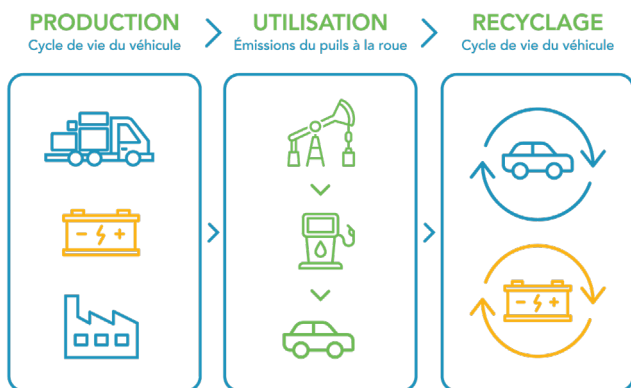 PRODUCTION
Cycle de vie du véhicule
UTILISATION
Émissions du puils à la roue
RECYCLAGE
Cycle de vie du véhicule